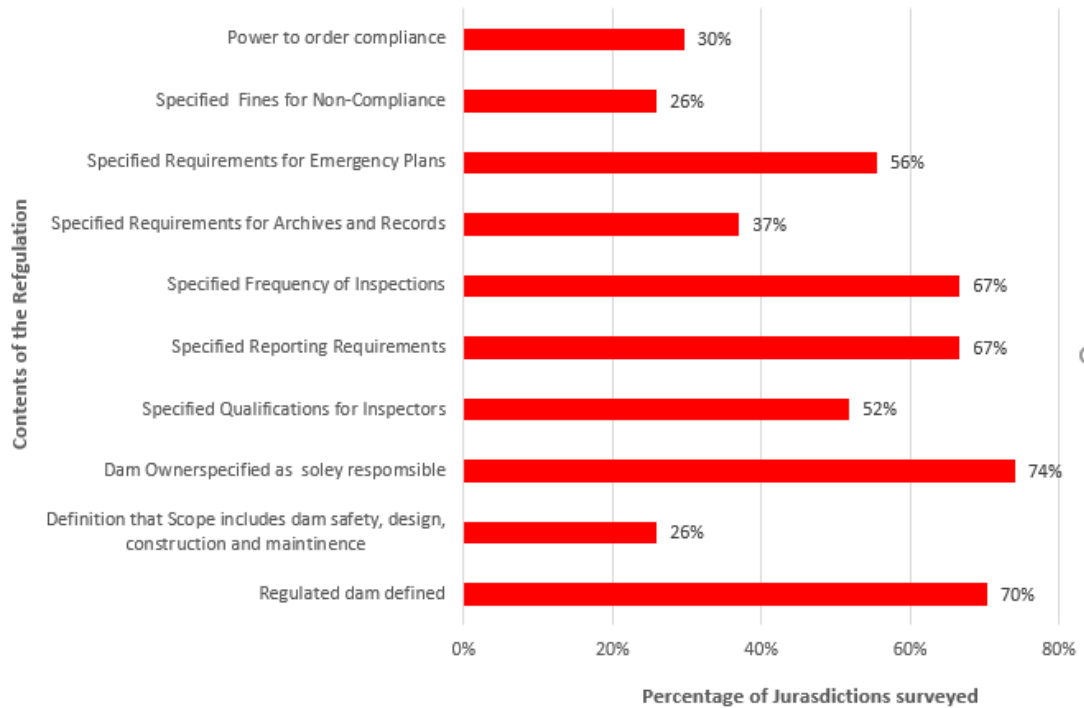 Power to order compliance
30%
Specified Fines for Non-Compliance
26%
Specified Requirements for Emergency Plans
56%
Specified Requirements for Archives and Records
37%
Specified Frequency of Inspections
67%
Specified Reporting Requirements
67%
Specified Qualifications for Inspectors
52%
Dam Ownerspecified as soley respomsible
74%
Definition that Scope includes dam safety, design,
construction and maintinence
26%
Regulated dam defined
70%
0%
20%
40%
60%
80%
Contents of the Refgulation
Percentage of Jurasdictions surveyed